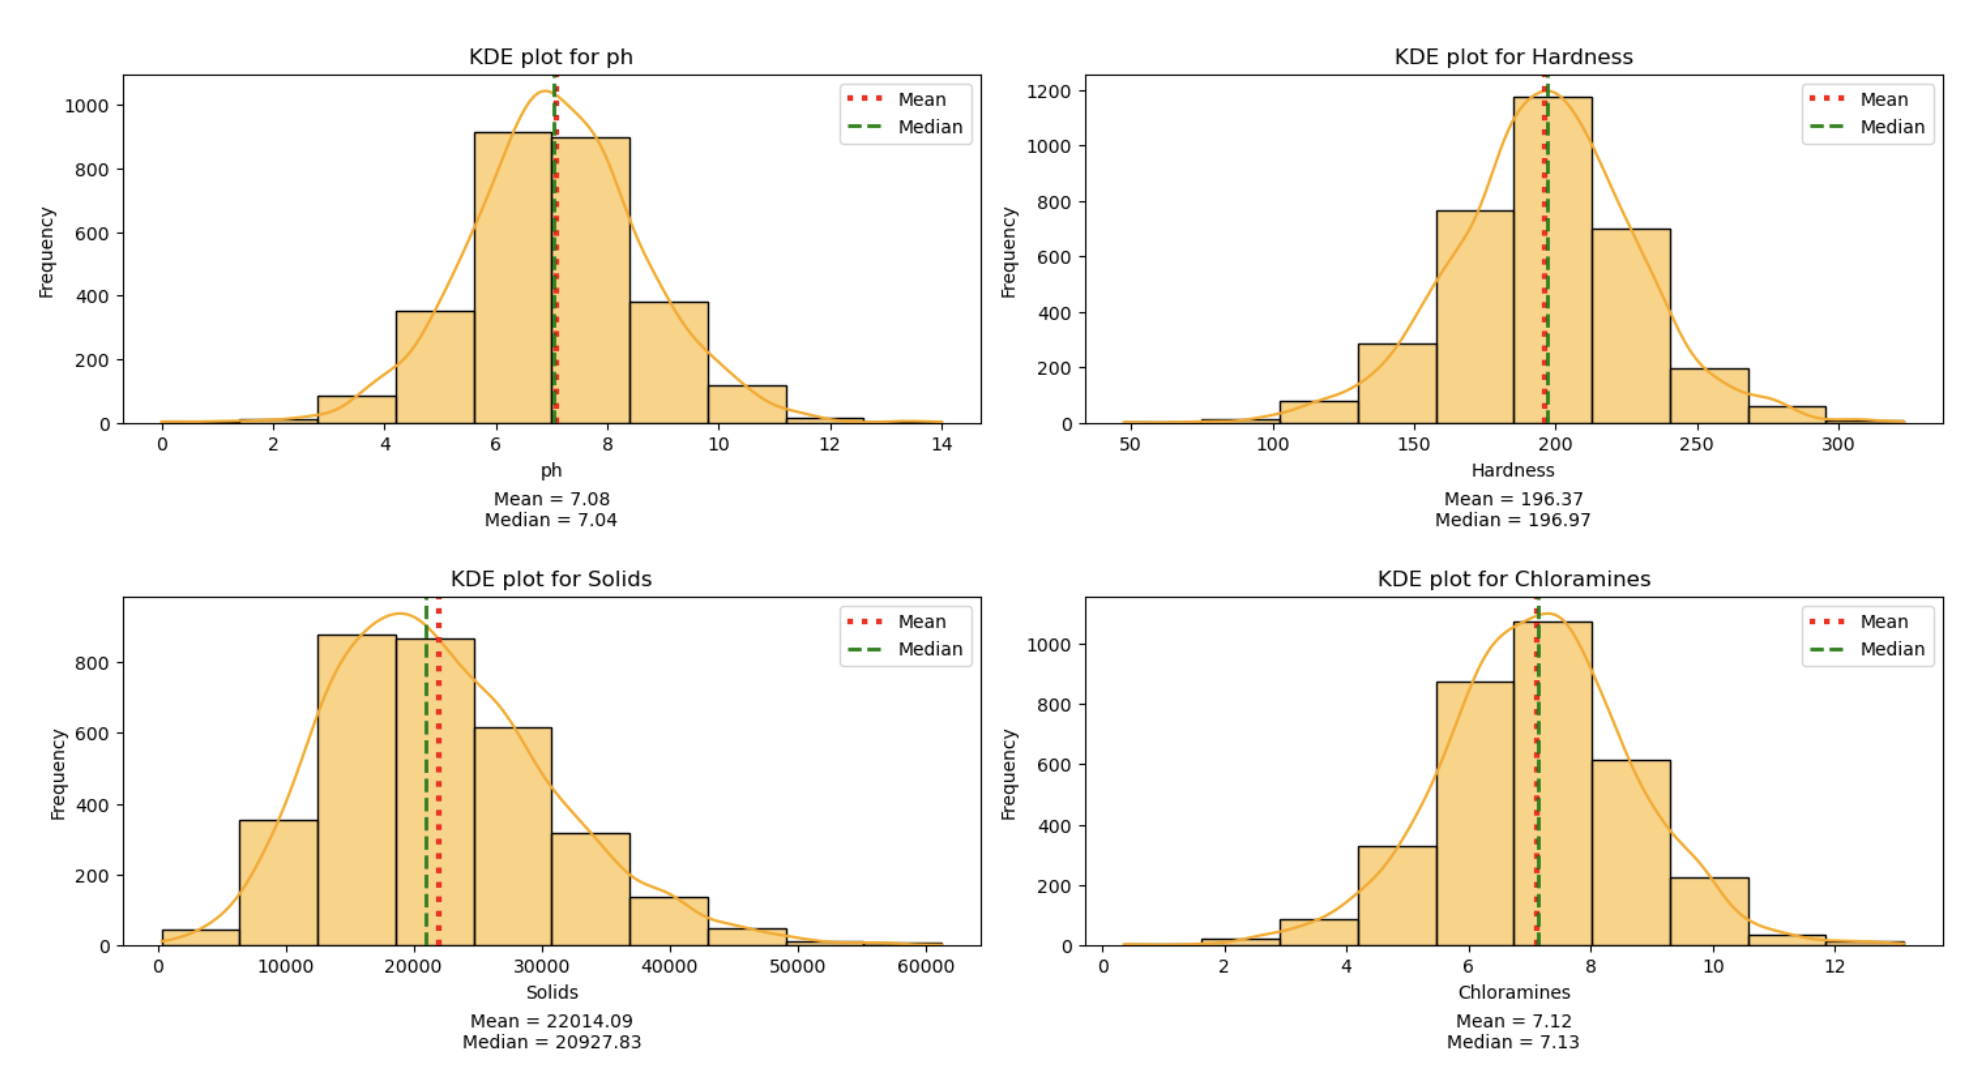 KDE plot for ph
1000
800
600
400
200
0
Frequency
Mean
Median
0 2 4 6 8 10 12 14
ph
Mean = 7.08
Median = 7.04
KDE plot for Hardness
1200
1000
800
600
400
200
0
Frequency
Mean
Median
50 100 150 200 250 300
Hardness
Mean = 196.37
Median = 196.97
KDE plot for Solids
800
600
400
200
0
Frequency
Mean
Median
0 10000 20000 30000 40000 50000 60000
Solids
Mean = 22014.09
Median = 20927.83
KDE plot for Chloramines
1000
800
600
400
200
0
Frequency
Mean
Median
0 2 4 6 8 10 12
Chloramines
Mean = 7.12
Median = 7.13